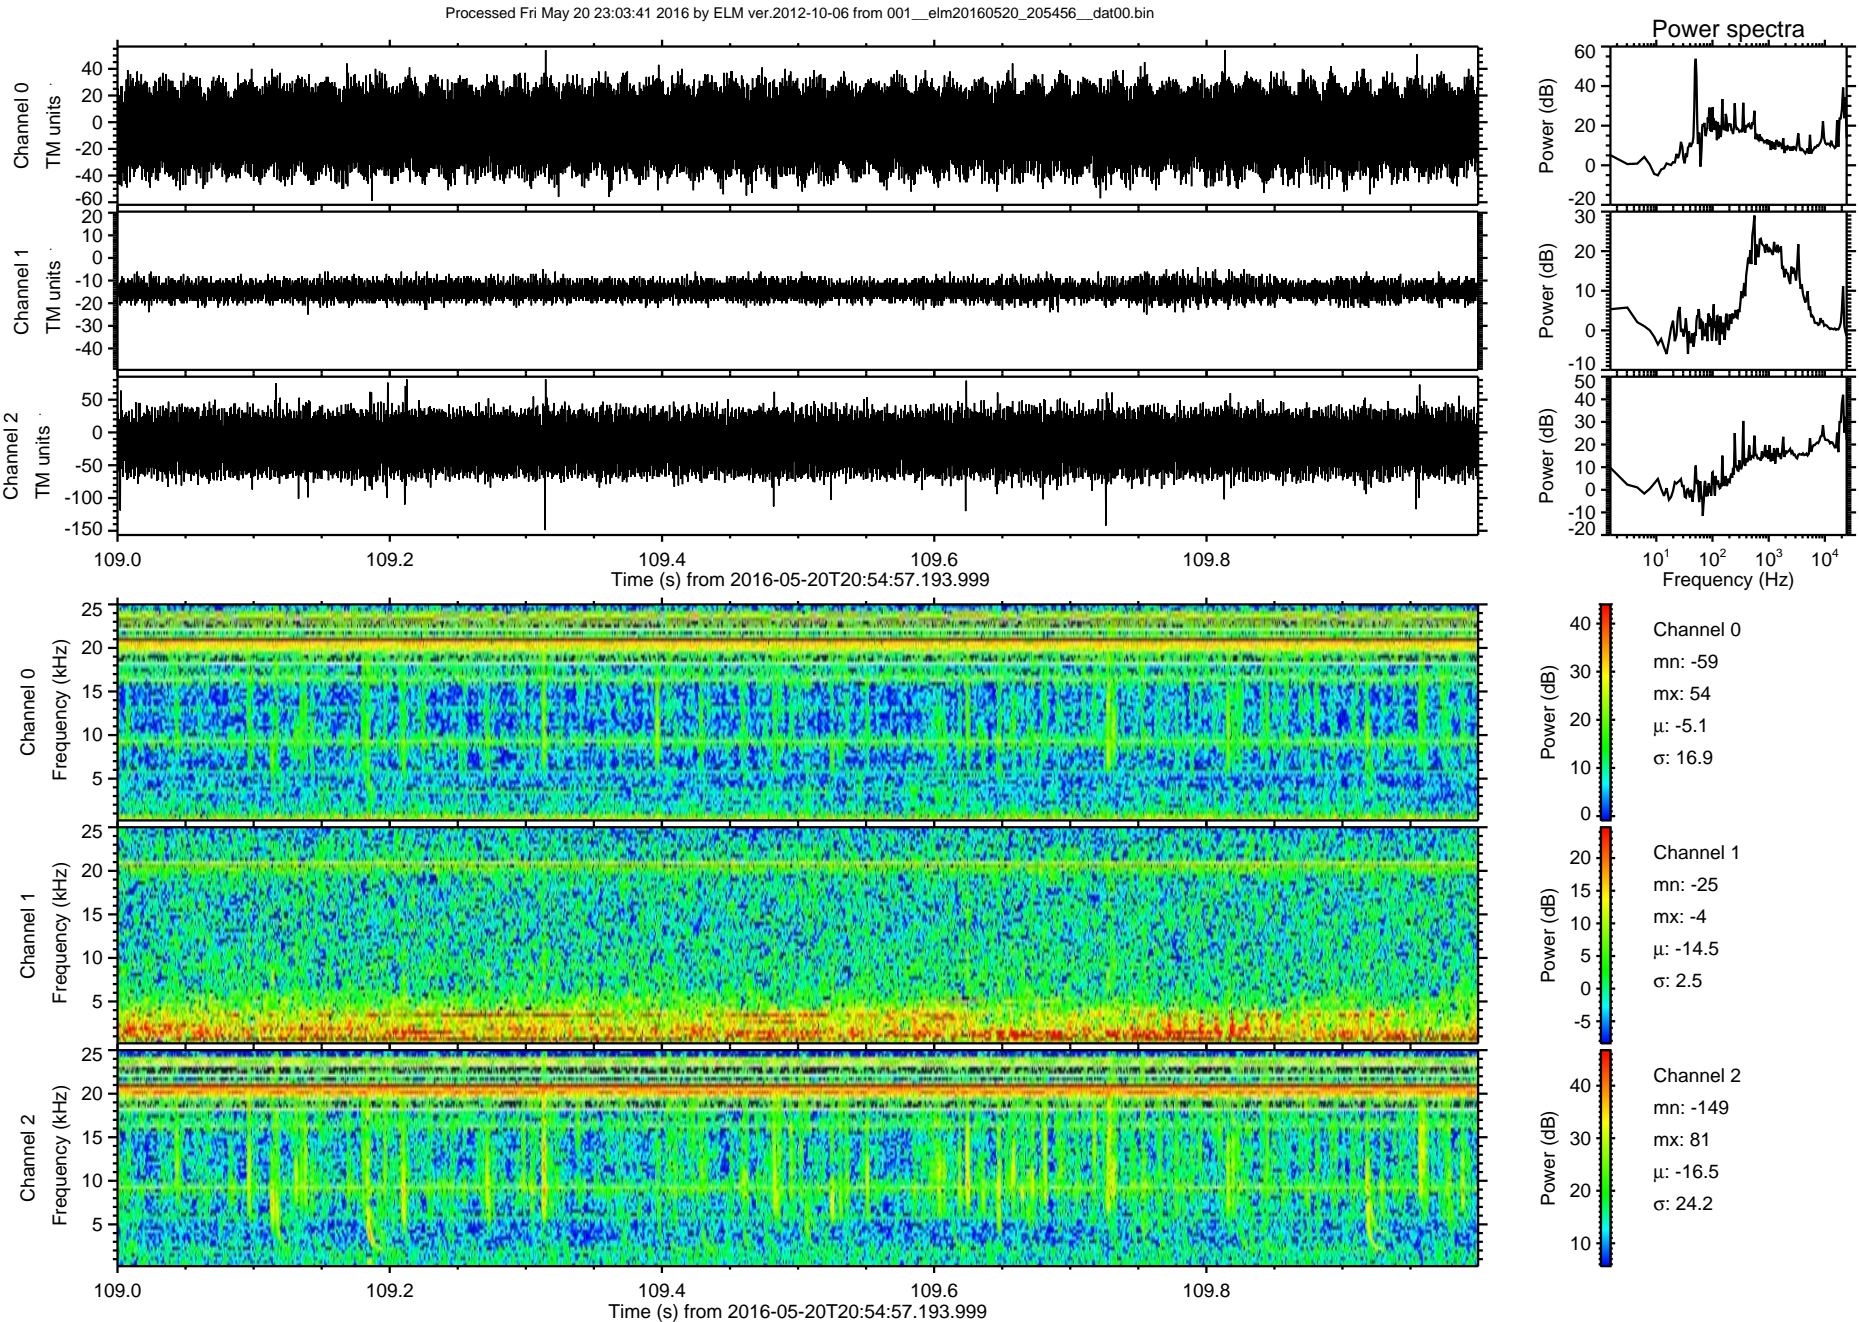 Processed Fri May 20 23:03:41 2016 by ELM ver.2012-10-06 from 001__elm20160520_205456__dat00.bin
Power spectra
Channel 0
TM units
40
20
0
-20
-40
-60
Power (dB)
60
40
20
0
-20
Channel 1
TM units
20
10
0
-10
-20
-30
-40
Power (dB)
30
20
10
0
-10
Channel 2
TM units
50
0
-50
-100
-150
Power (dB)
50
40
30
20
10
0
-10
-20
109.0 109.2 109.4 109.6 109.8
Time (s) from 2016-05-20T20:54:57.193.999
10¹ 10² 10³ 10⁴
Frequency (Hz)
Channel 0
Frequency (kHz)
25
20
15
10
5
Power (dB)
40
30
20
10
0
Channel 0
mn: -59
mx: 54
μ: -5.1
σ: 16.9
Channel 1
Frequency (kHz)
25
20
15
10
5
Power (dB)
20
15
10
5
0
-5
Channel 1
mn: -25
mx: -4
μ: -14.5
σ: 2.5
Channel 2
Frequency (kHz)
25
20
15
10
5
Power (dB)
40
30
20
10
Channel 2
mn: -149
mx: 81
μ: -16.5
σ: 24.2
109.0 109.2 109.4 109.6 109.8
Time (s) from 2016-05-20T20:54:57.193.999